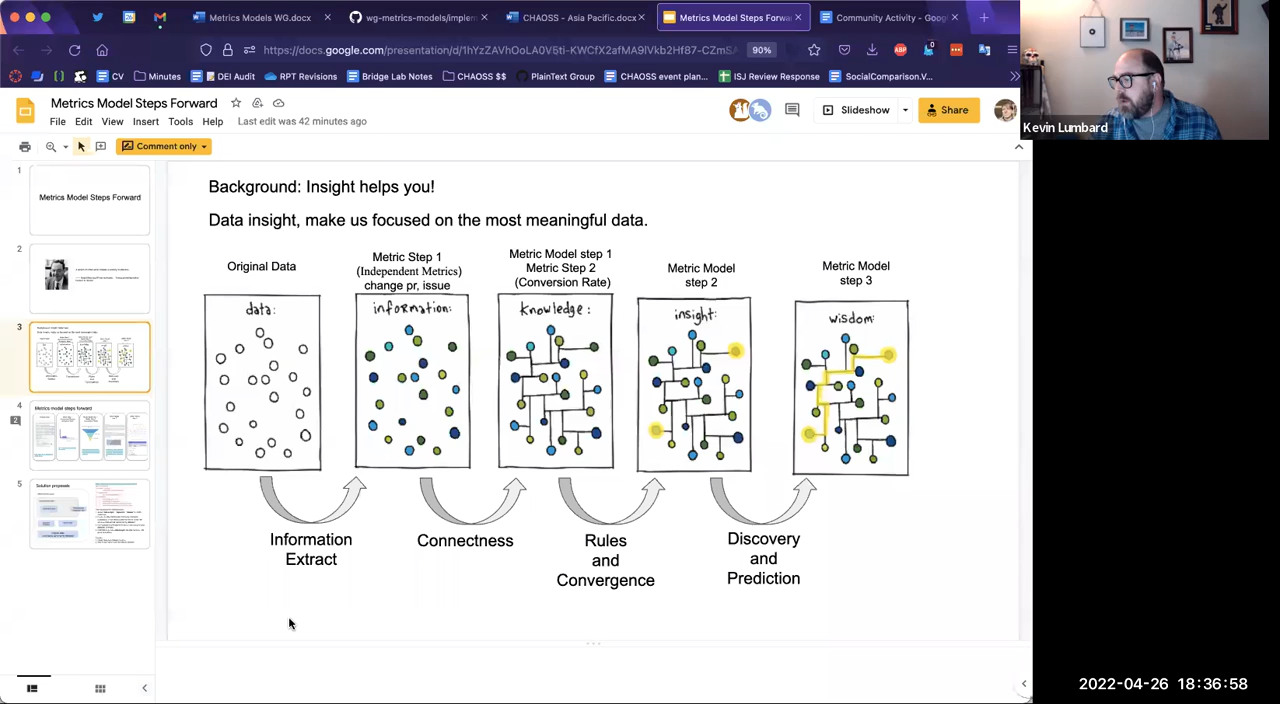 Metrics Models WG.docx
wg-metrics-models/implem
CHAOSS - Asia Pacific.docx
Metrics Model Steps Forwa
Community Activity - Goog
https://docs.google.com/presentation/d/1hYzZAVhOoLA0V5ti-KWCfX2afMA9lVkb2Hf87-CZmSA
90%
ABP
0
CV
Minutes
DEI Audit
RPT Revisions
Bridge Lab Notes
CHAOSS $$
PlainText Group
CHAOSS event plan...
ISJ Review Response
SocialComparison.V...
Metrics Model Steps Forward
File Edit View Insert Tools Help Last edit was 42 minutes ago
Slideshow
Share
Kevin Lumbard
Comment only
1
Metrics Model Steps Forward
2
3
4
Metrics model steps forward
2
5
Solution proposals
Background: Insight helps you!
Data insight, make us focused on the most meaningful data.
Original Data
Metric Step 1
(Independent Metrics)
change pr, issue
Metric Model step 1
Metric Step 2
(Conversion Rate)
Metric Model
step 2
Metric Model
step 3
data:
information:
knowledge:
insight:
wisdom:
Information
Extract
Connectness
Rules
and
Convergence
Discovery
and
Prediction
2022-04-26 18:36:58